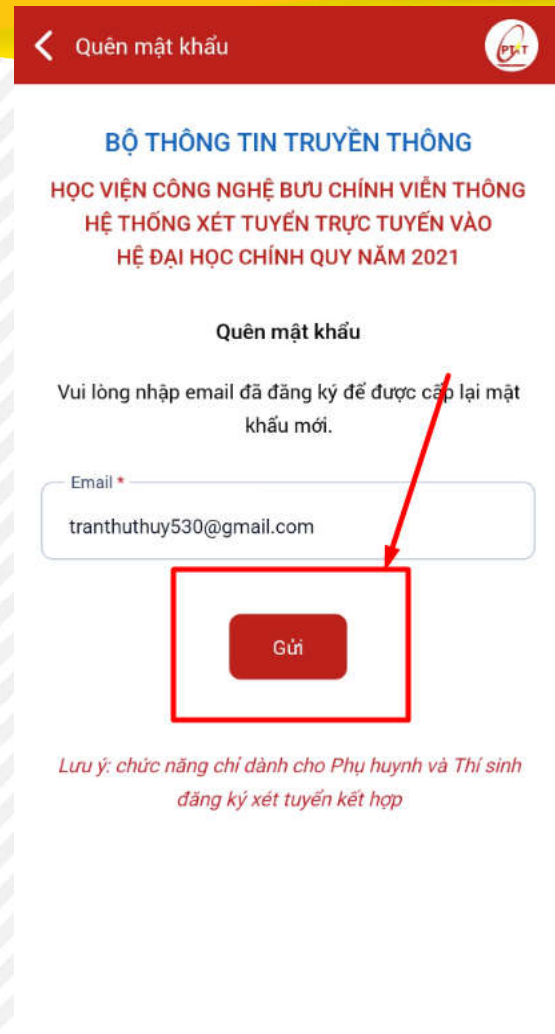 Quên mật khẩu
PTIT
BỘ THÔNG TIN TRUYỀN THÔNG
HỌC VIỆN CÔNG NGHỆ BƯU CHÍNH VIỄN THÔNG
HỆ THỐNG XÉT TUYỂN TRỰC TUYẾN VÀO
HỆ ĐẠI HỌC CHÍNH QUY NĂM 2021
Quên mật khẩu
Vui lòng nhập email đã đăng ký để được cấp lại mật
khẩu mới.
Email *
tranthuthuy530@gmail.com
Gửi
Lưu ý: chức năng chỉ dành cho Phụ huynh và Thí sinh
đăng ký xét tuyển kết hợp